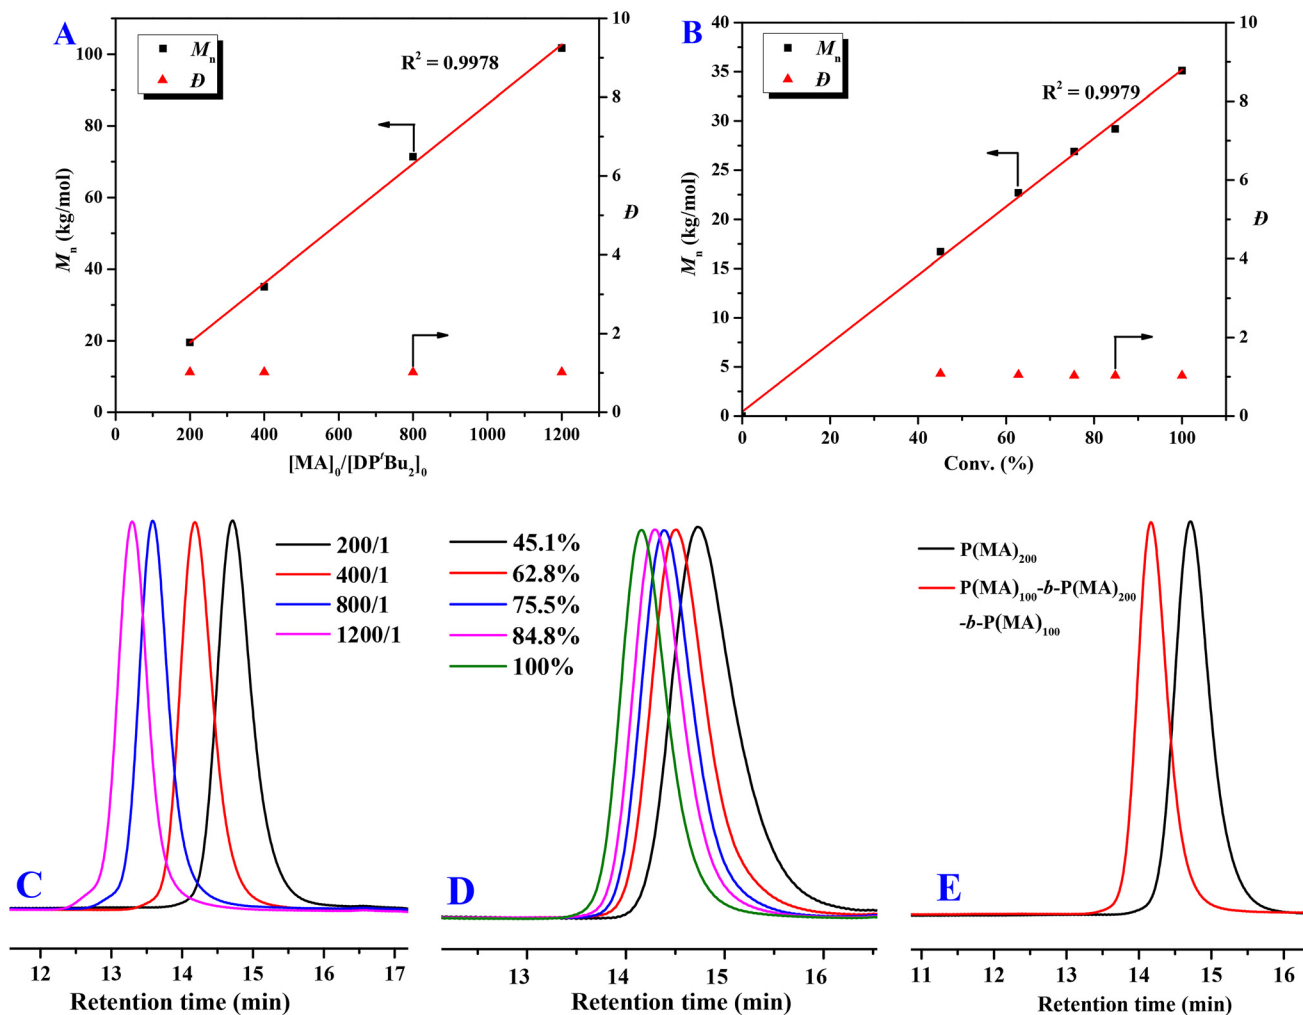 A
M_n
Đ
R² = 0.9978
M_n (kg/mol)
0
20
40
60
80
100
0
2
4
6
8
10
Đ
0
200
400
600
800
1000
1200
[MA]₀/[DPᵗBu₂]₀
B
M_n
Đ
R² = 0.9979
M_n (kg/mol)
0
5
10
15
20
25
30
35
40
0
2
4
6
8
10
Đ
0
20
40
60
80
100
Conv. (%)
C
200/1
400/1
800/1
1200/1
12
13
14
15
16
17
Retention time (min)
D
45.1%
62.8%
75.5%
84.8%
100%
13
14
15
16
Retention time (min)
E
P(MA)₂₀₀
P(MA)₁₀₀-b-P(MA)₂₀₀
-b-P(MA)₁₀₀
11
12
13
14
15
16
Retention time (min)